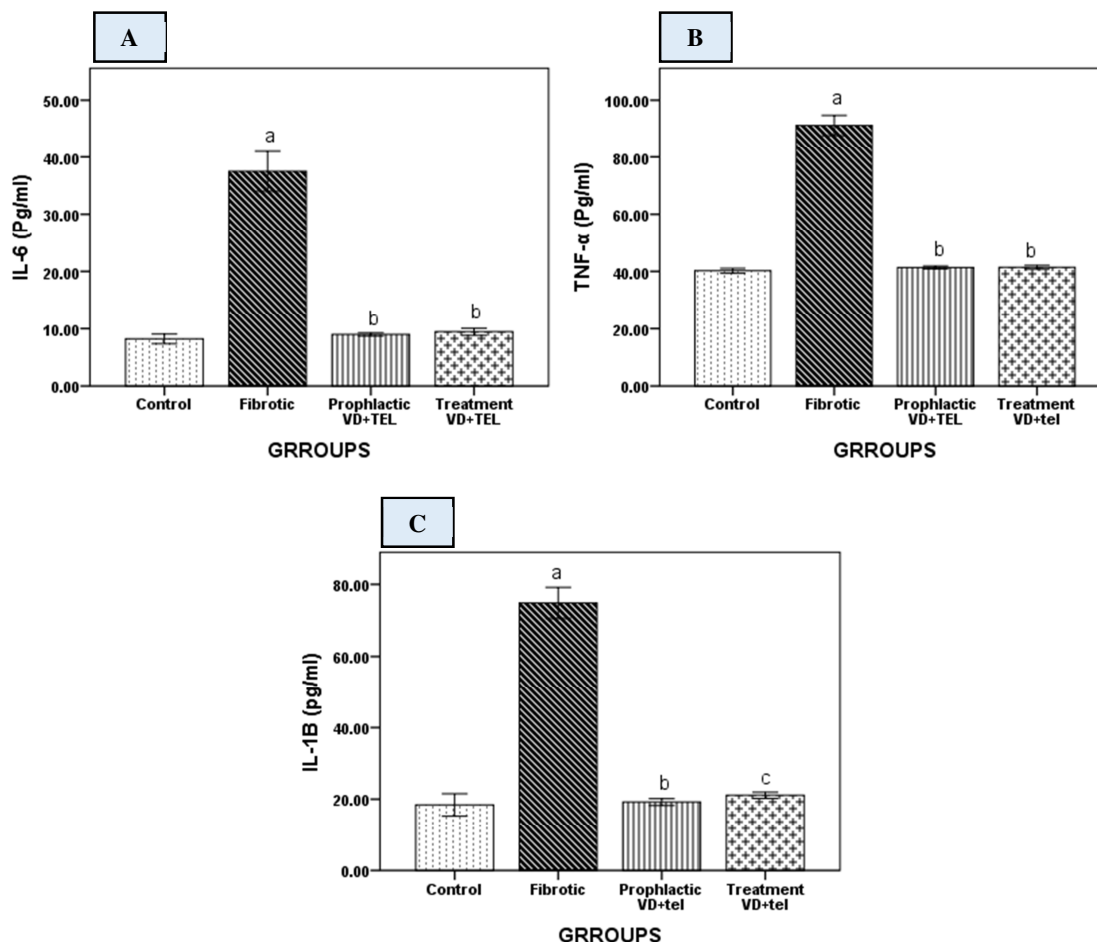 A
IL-6 (Pg/ml)
50.00
40.00
30.00
20.00
10.00
0.00
a
b
b
Control
Fibrotic
Prophlactic
VD+TEL
Treatment
VD+TEL
GRROUPS
B
TNF-α (Pg/ml)
100.00
80.00
60.00
40.00
20.00
0.00
a
b
b
Control
Fibrotic
Prophlactic
VD+TEL
Treatment
VD+tel
GRROUPS
C
IL-1B (pg/ml)
80.00
60.00
40.00
20.00
0.00
a
b
c
Control
Fibrotic
Prophlactic
VD+tel
Treatment
VD+tel
GRROUPS